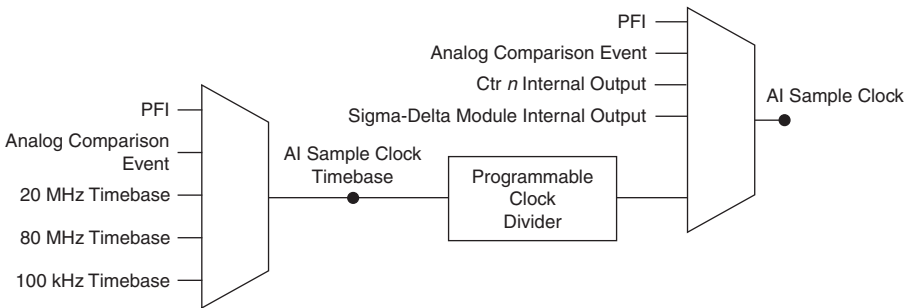 PFI
Analog Comparison Event
Ctr n Internal Output
Sigma-Delta Module Internal Output
AI Sample Clock
PFI
Analog Comparison
Event
20 MHz Timebase
80 MHz Timebase
100 kHz Timebase
AI Sample Clock
Timebase
Programmable
Clock
Divider